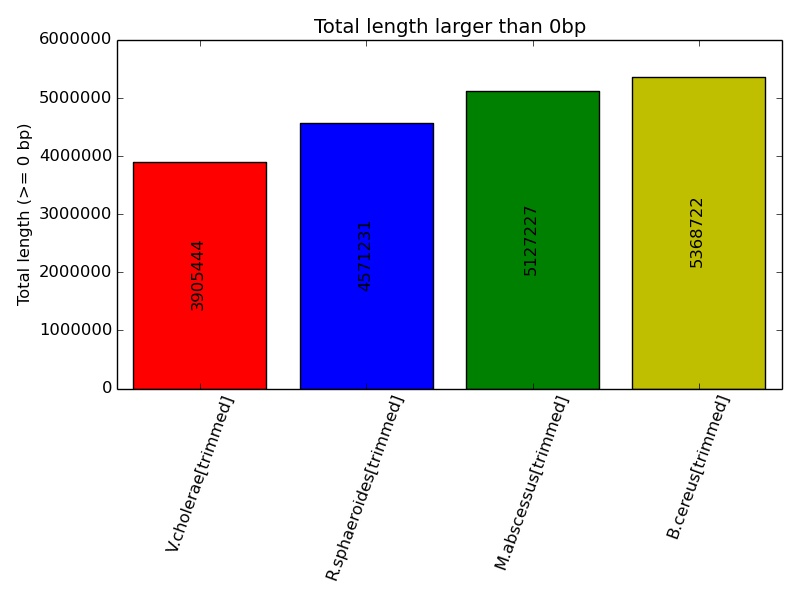 Total length larger than 0bp
Total length (>= 0 bp)
6000000
5000000
4000000
3000000
2000000
1000000
0
3905444
4571231
5127227
5368722
V.cholerae[trimmed]
R.sphaeroides[trimmed]
M.abscessus[trimmed]
B.cereus[trimmed]